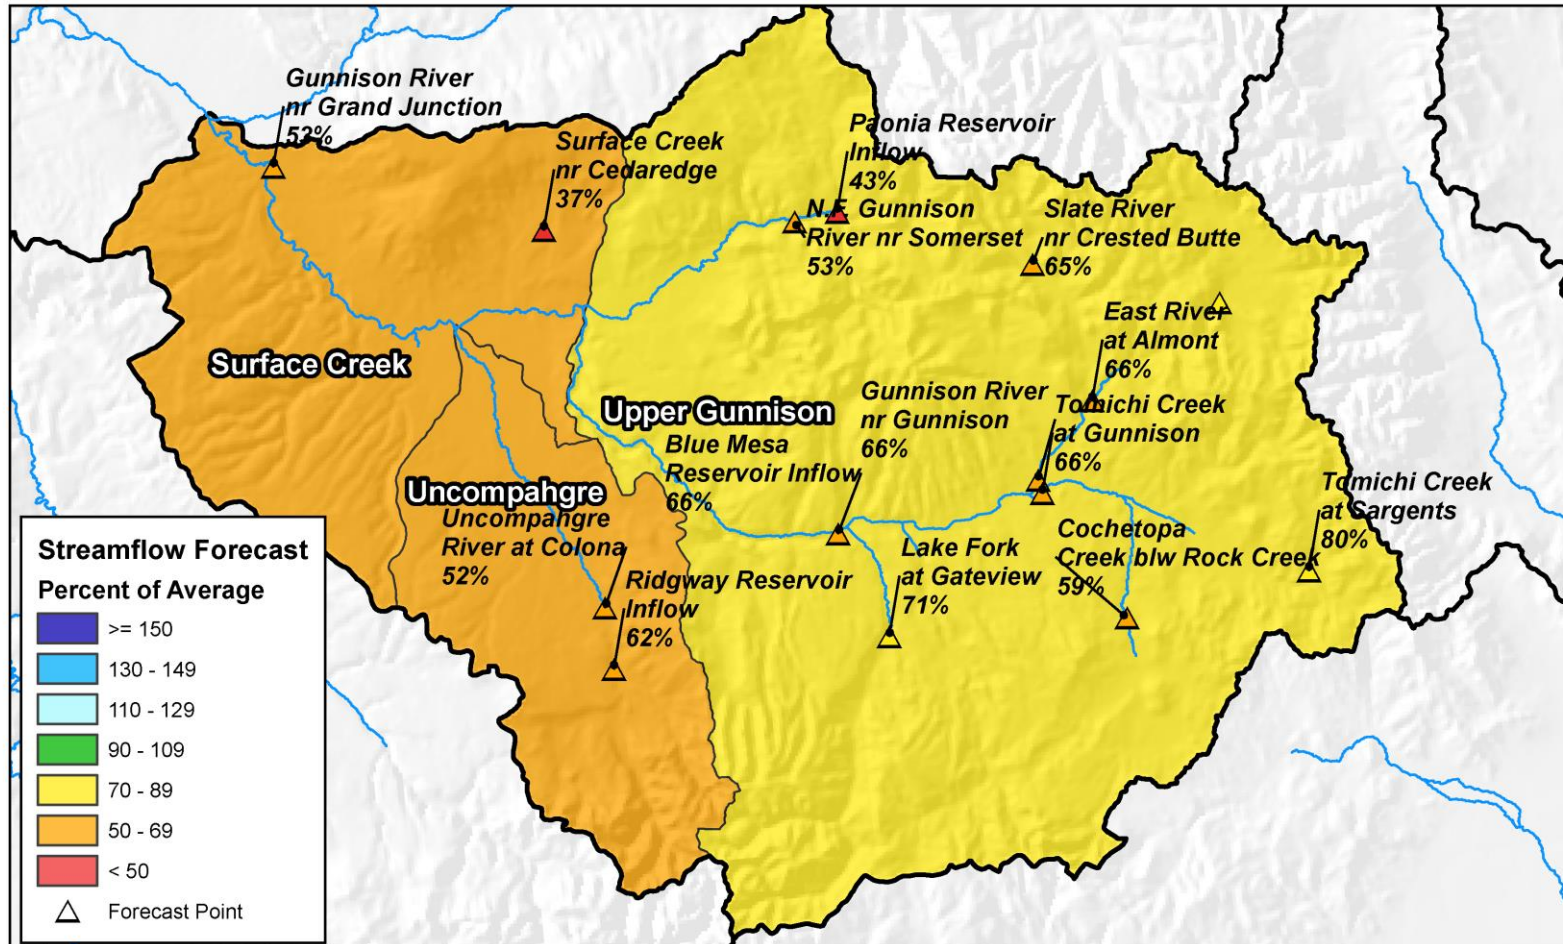 Gunnison River
nr Grand Junction
52%
Surface Creek
nr Cedaredge
37%
Paonia Reservoir
Inflow
43%
N.F. Gunnison
River nr Somerset
53%
Slate River
nr Crested Butte
65%
East River
at Almont
66%
Surface Creek
Upper Gunnison
Gunnison River
nr Gunnison
66%
Tomichi Creek
at Gunnison
66%
Blue Mesa
Reservoir Inflow
66%
Uncompahgre
Uncompahgre
River at Colona
52%
Ridgway Reservoir
Inflow
62%
Lake Fork
at Gateview
71%
Cochetopa
Creek blw Rock Creek
59%
Tomichi Creek
at Sargents
80%
Streamflow Forecast
Percent of Average
>= 150
130 - 149
110 - 129
90 - 109
70 - 89
50 - 69
< 50
Forecast Point